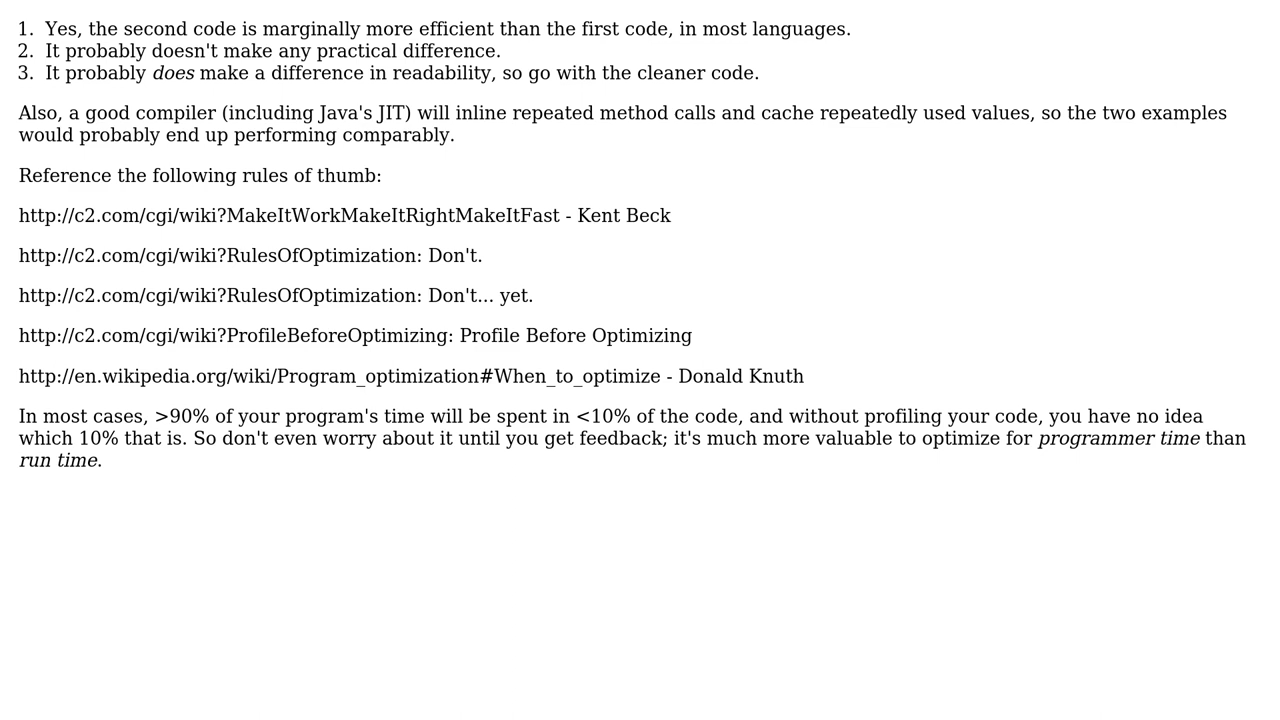 1. Yes, the second code is marginally more efficient than the first code, in most languages.
2. It probably doesn't make any practical difference.
3. It probably does make a difference in readability, so go with the cleaner code.
Also, a good compiler (including Java's JIT) will inline repeated method calls and cache repeatedly used values, so the two examples
would probably end up performing comparably.
Reference the following rules of thumb:
http://c2.com/cgi/wiki?MakeItWorkMakeItRightMakeItFast - Kent Beck
http://c2.com/cgi/wiki?RulesOfOptimization: Don't.
http://c2.com/cgi/wiki?RulesOfOptimization: Don't... yet.
http://c2.com/cgi/wiki?ProfileBeforeOptimizing: Profile Before Optimizing
http://en.wikipedia.org/wiki/Program_optimization#When_to_optimize - Donald Knuth
In most cases, >90% of your program's time will be spent in <10% of the code, and without profiling your code, you have no idea
which 10% that is. So don't even worry about it until you get feedback; it's much more valuable to optimize for programmer time than
run time.